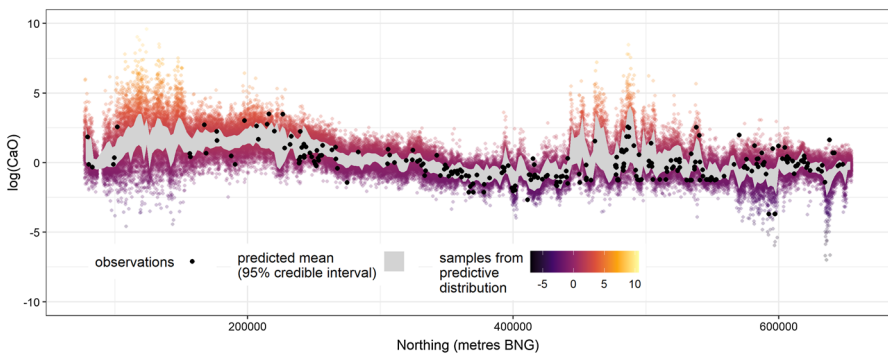 10
5
0
-5
-10
log(CaO)
observations
predicted mean
(95% credible interval)
samples from
predictive
distribution
-5 0 5 10
200000 400000 600000
Northing (metres BNG)